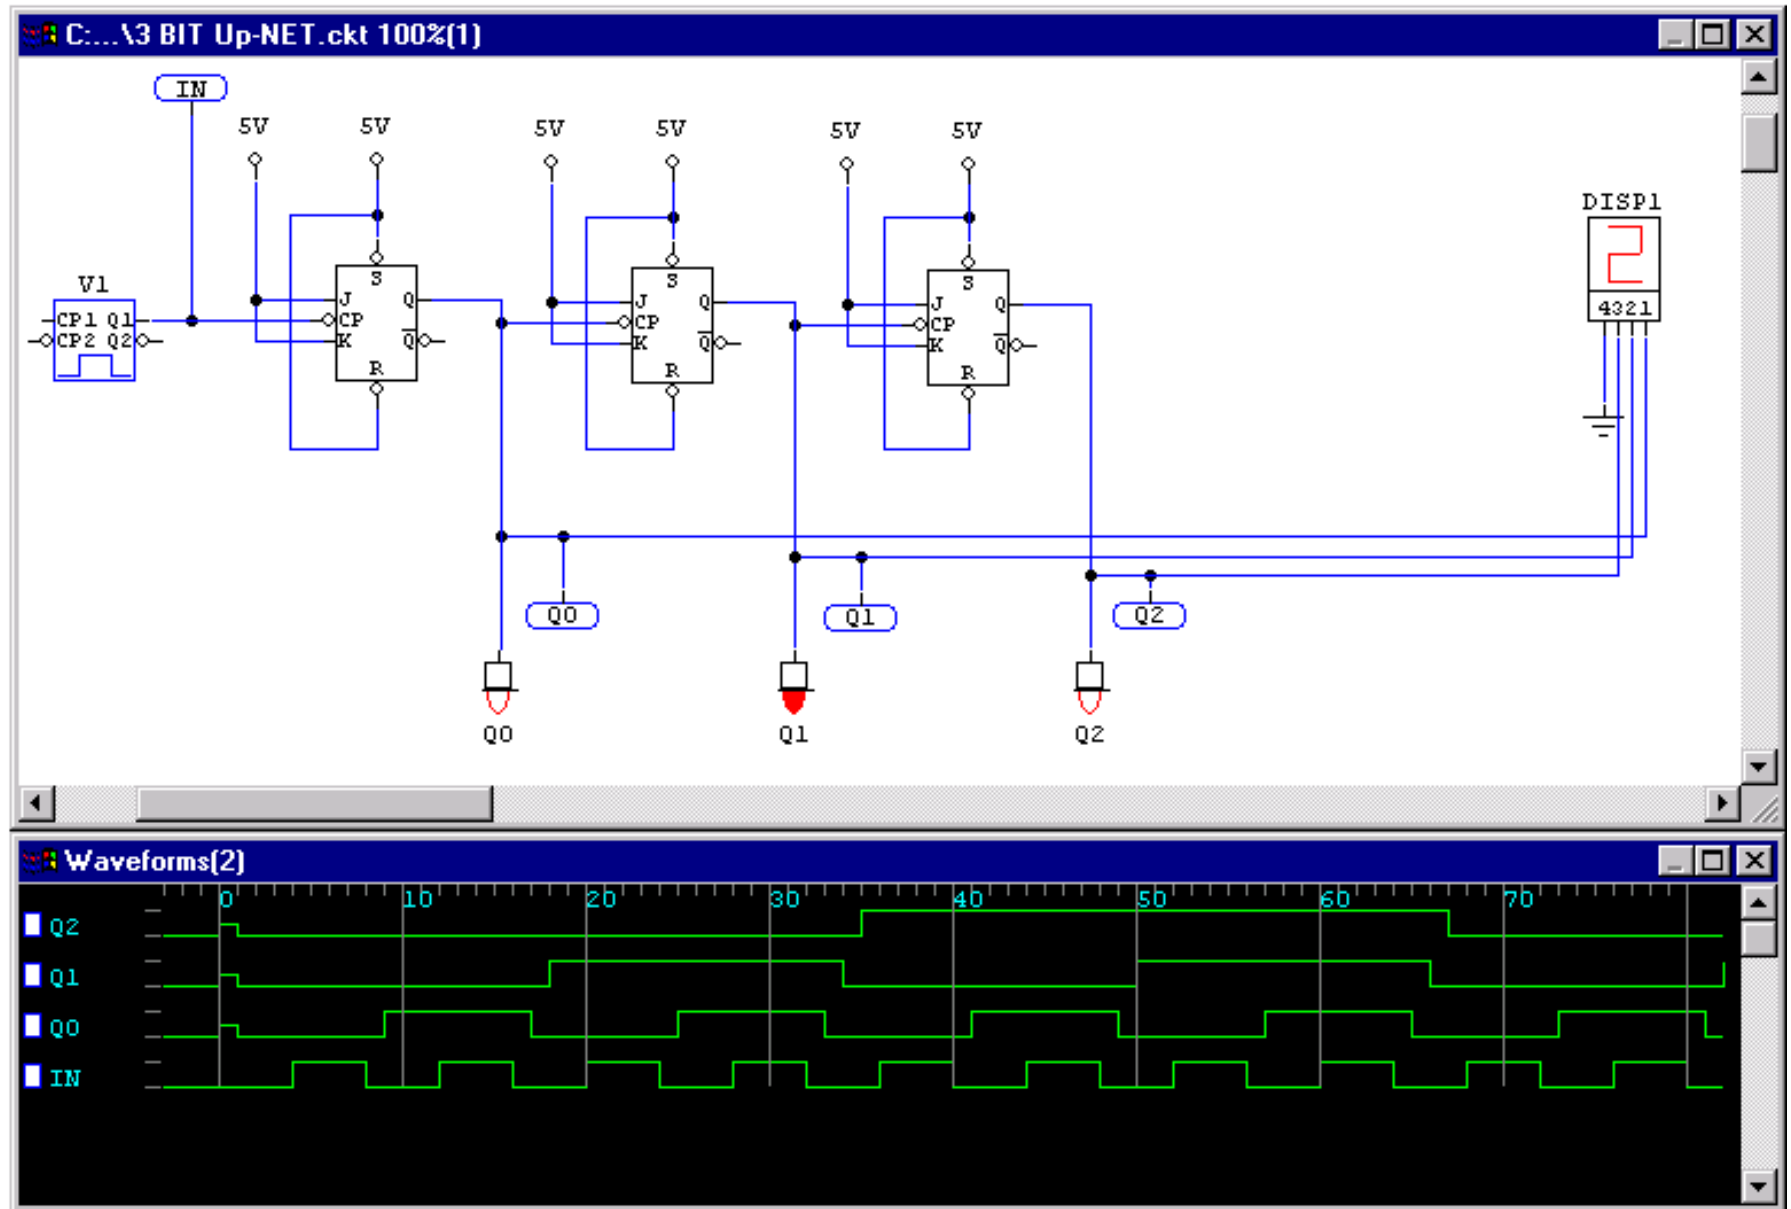 C:...\3 BIT Up-NET.ckt 100%(1)
IN
5V 5V 5V 5V 5V 5V
DISP1
2
4321
V1
CP1 Q1
CP2 Q2
S
J Q
CP
K Q
R
S
J Q
CP
K Q
R
S
J Q
CP
K Q
R
Q0 Q1 Q2
Q0 Q1 Q2
Waveforms(2)
0 10 20 30 40 50 60 70
Q2
Q1
Q0
IN